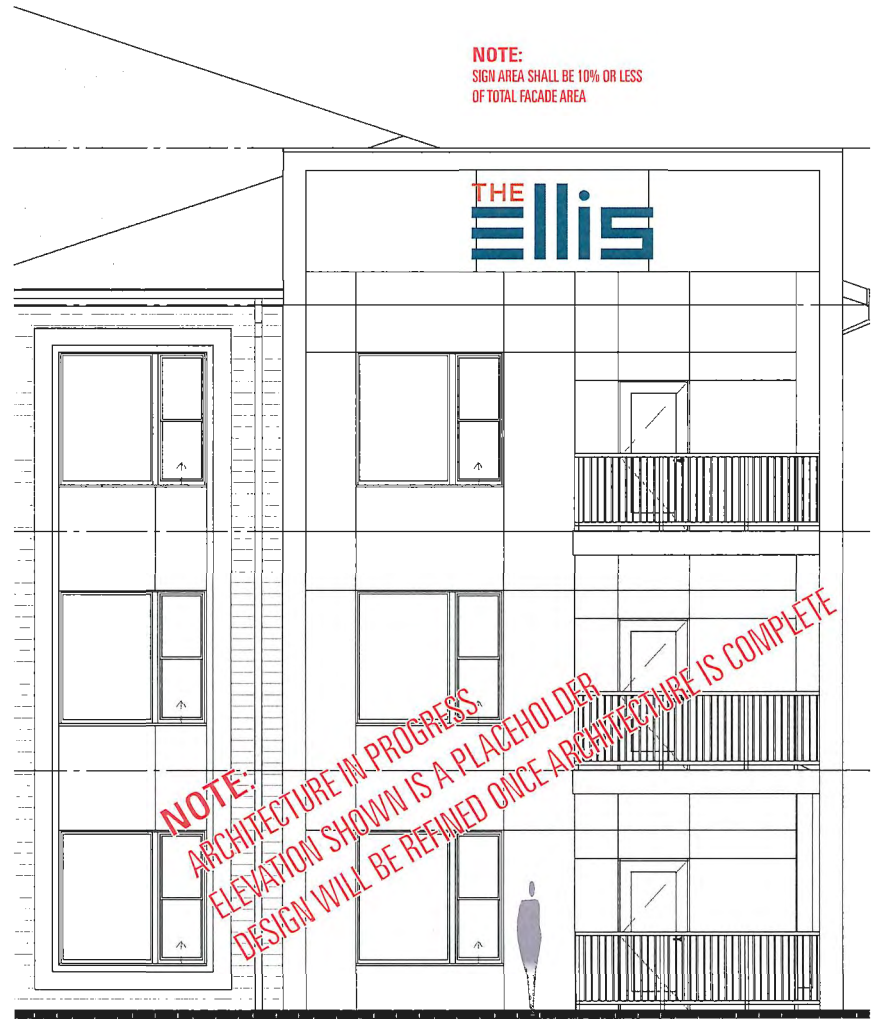 NOTE:
SIGN AREA SHALL BE 10% OR LESS
OF TOTAL FACADE AREA
THE
Ellis
NOTE:
ARCHITECTURE IN PROGRESS
ELEVATION SHOWN IS A PLACEHOLDER
DESIGN WILL BE REFINED ONCE ARCHITECTURE IS COMPLETE